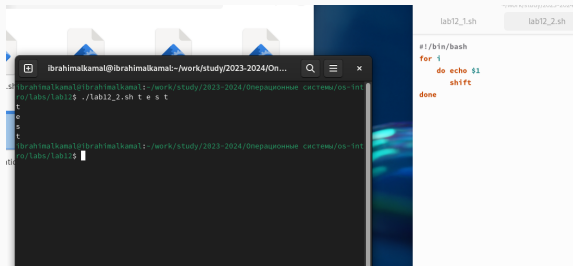 ibrahimalkamal@ibrahimalkamal:~/work/study/2023-2024/On...
ibrahimalkamal@ibrahimalkamal:~/work/study/2023-2024/Операционные системы/os-int
ro/labs/lab12$ ./lab12_2.sh t e s t
t
e
s
t
ibrahimalkamal@ibrahimalkamal:~/work/study/2023-2024/Операционные системы/os-int
ro/labs/lab12$
lab12_1.sh
lab12_2.sh
#!/bin/bash
for i
do echo $1
shift
done